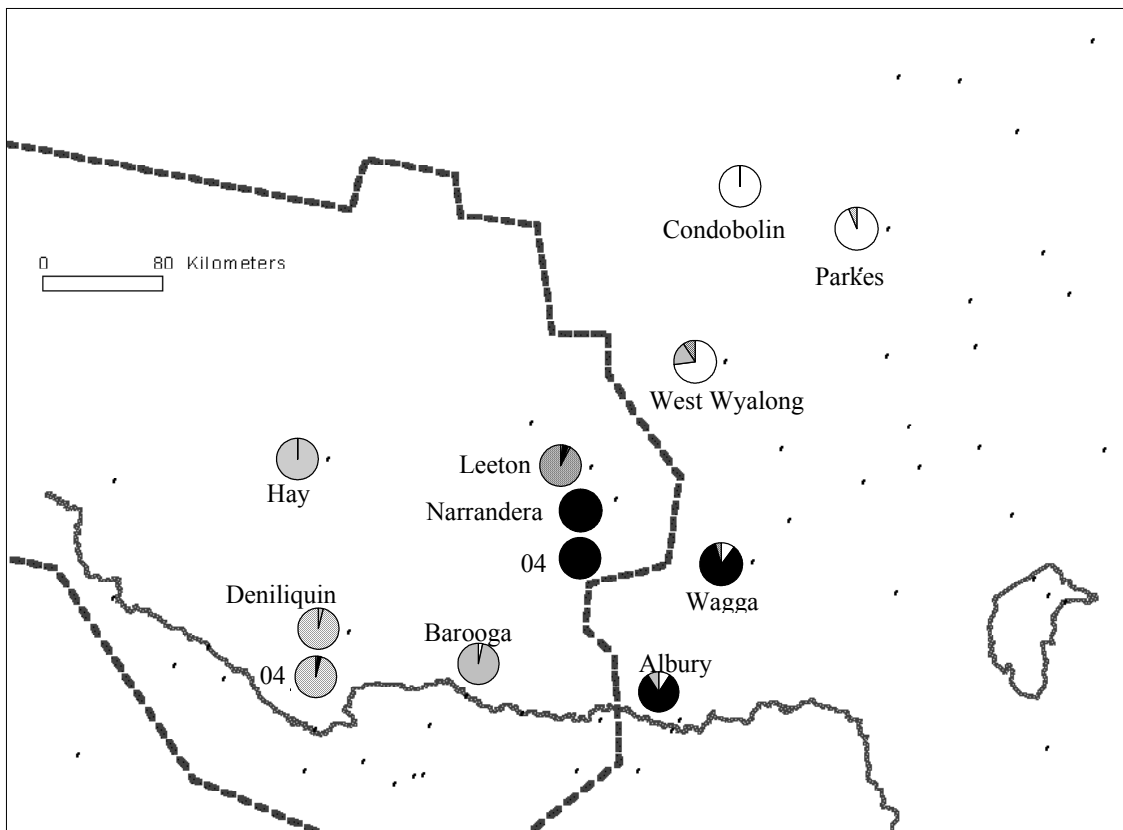 Condobolin
0 80 Kilometers
Parkes
West Wyalong
Leeton
Hay
Narrandera
04
Deniliquin
Wagga
Barooga
Albury
04